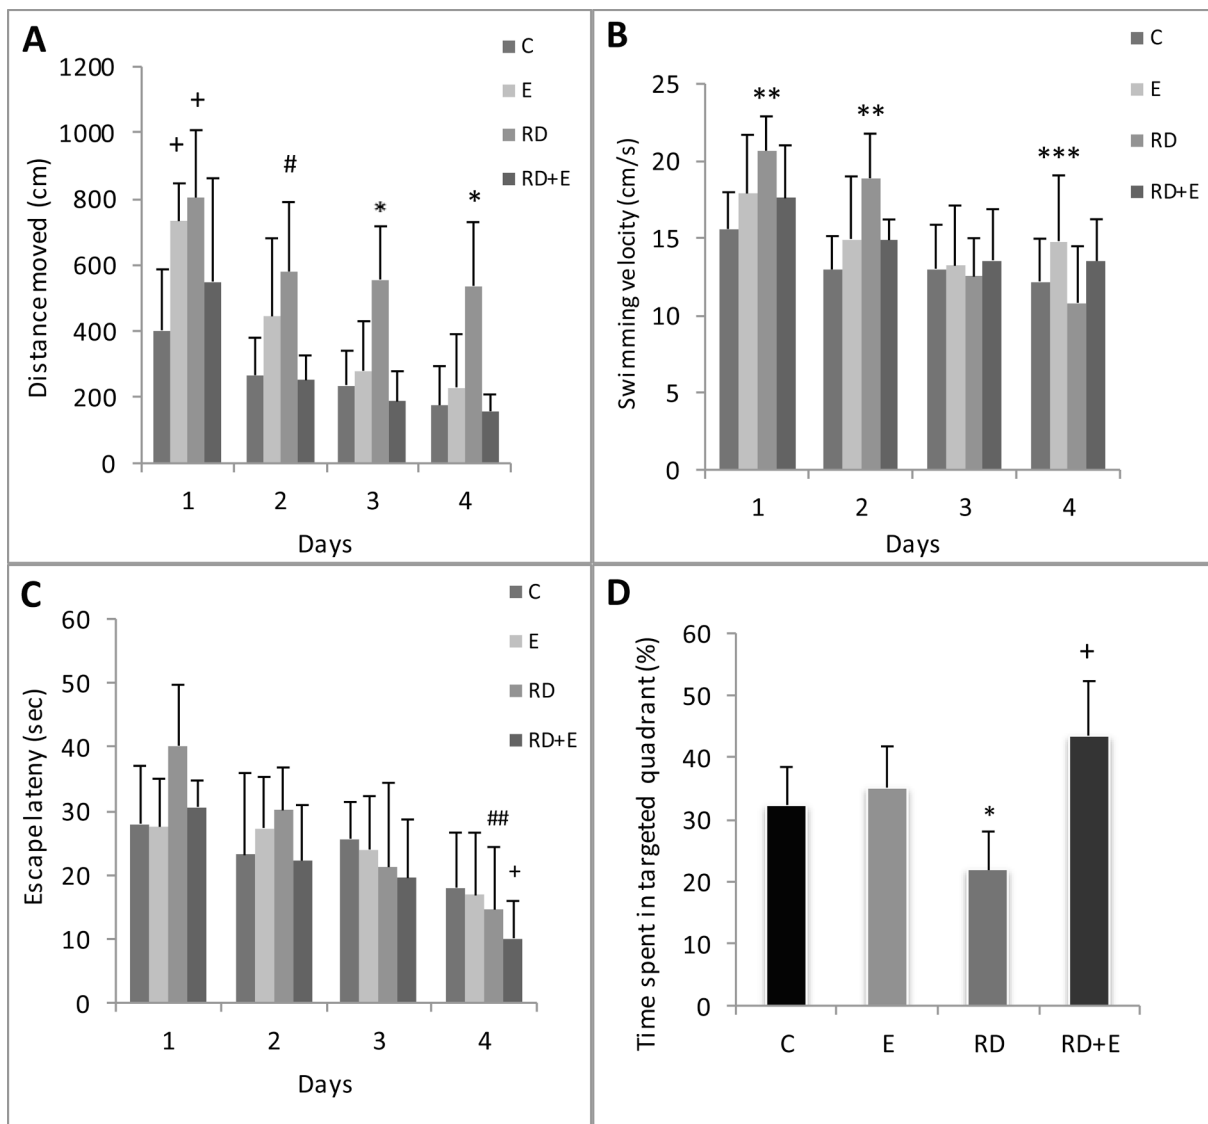 A
Distance moved (cm)
1200
1000
800
600
400
200
0
+
+
#
*
*
1
2
3
4
Days
C
E
RD
RD+E
B
Swimming velocity (cm/s)
25
20
15
10
5
0
**
**
***
1
2
3
4
Days
C
E
RD
RD+E
C
Escape lateny (sec)
60
50
40
30
20
10
0
##
+
1
2
3
4
Days
C
E
RD
RD+E
D
Time spent in targeted quadrant (%)
60
50
40
30
20
10
0
*
+
C
E
RD
RD+E